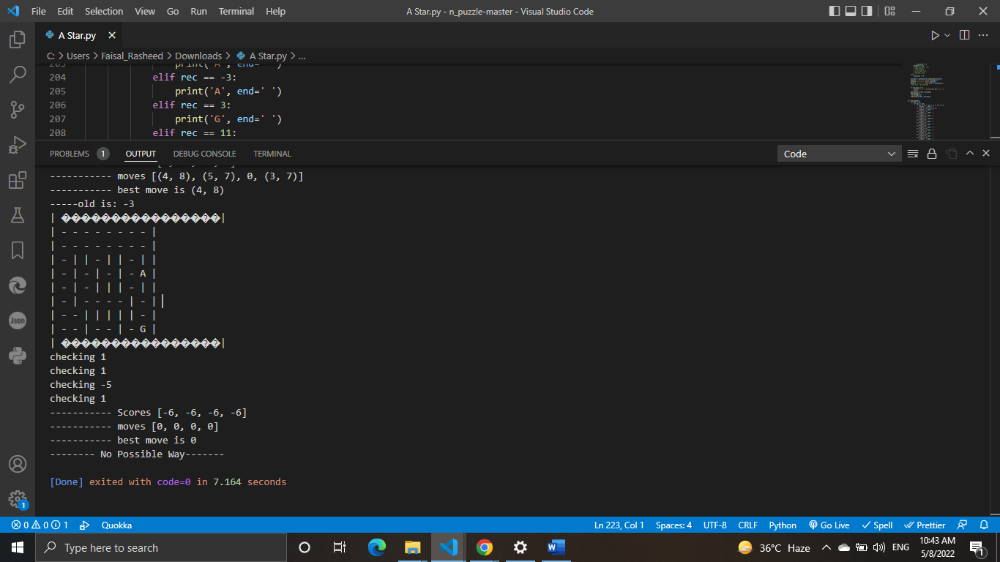 File Edit Selection View Go Run Terminal Help A Star.py - n_puzzle-master - Visual Studio Code
A Star.py
C: > Users > Faisal_Rasheed > Downloads > A Star.py > ...
203 print('A', end=' ')
204 elif rec == -3:
205 print('A', end=' ')
206 elif rec == 3:
207 print('G', end=' ')
208 elif rec == 11:
PROBLEMS 1 OUTPUT DEBUG CONSOLE TERMINAL Code
----------- moves [(4, 8), (5, 7), 0, (3, 7)]
----------- best move is (4, 8)
-----old is: -3
| �������������������|
| - - - - - - - - |
| - - - - - - - - |
| - | | - | | - | |
| - | - | - | - A |
| - | - | | | - | |
| - | - - - - | - |
| - - | | | | | - |
| - - | - - | - G |
| �������������������|
checking 1
checking 1
checking -5
checking 1
----------- Scores [-6, -6, -6, -6]
----------- moves [0, 0, 0, 0]
----------- best move is 0
-------- No Possible Way-------
[Done] exited with code=0 in 7.164 seconds
Json
1
0 0 1 Quokka Ln 223, Col 1 Spaces: 4 UTF-8 CRLF Python Go Live Spell Prettier
Type here to search 36°C Haze ENG 10:43 AM
5/8/2022
1